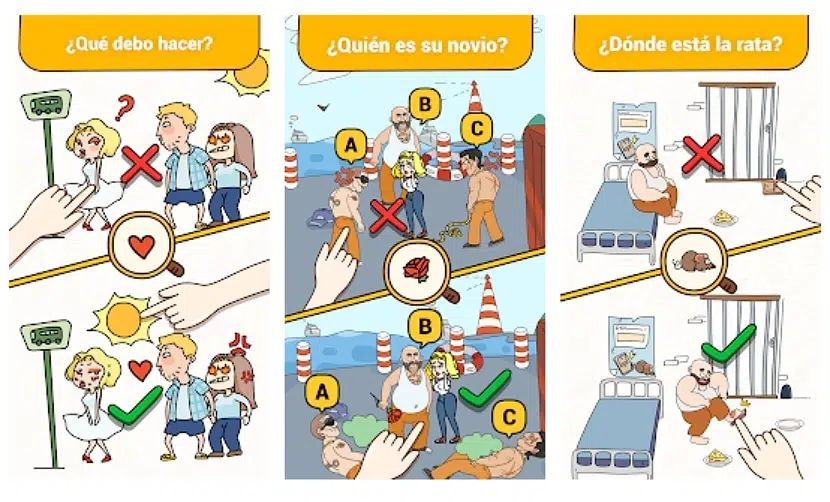 ¿Qué debo hacer?
¿Quién es su novio?
A
B
C
A
B
C
¿Dónde está la rata?